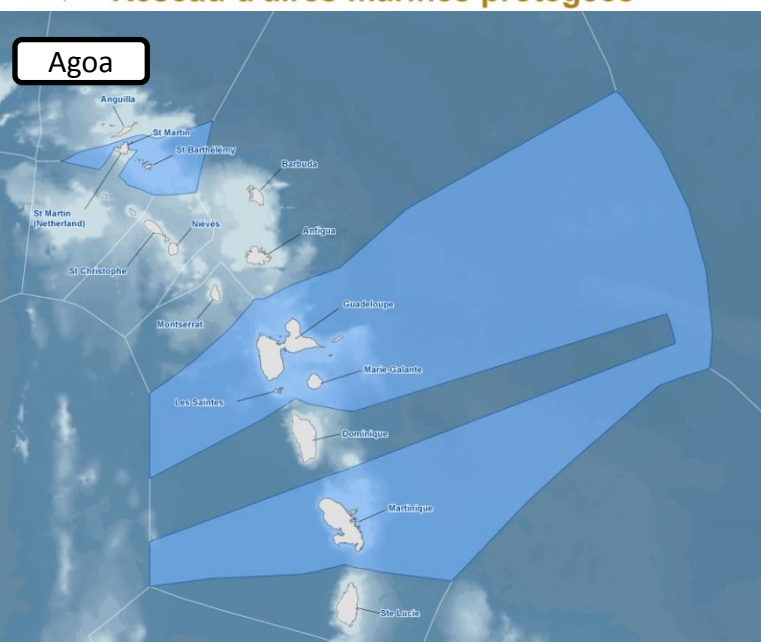 Réseau d'aires marines protégées
Agoa
Anguilla
St Martin
St Barthélémy
Barbuda
St Martin
(Netherland)
Niévès
Antigua
St Christophe
Guadeloupe
Montserrat
Marie-Galante
Les Saintes
Dominique
Martinique
Ste Lucie